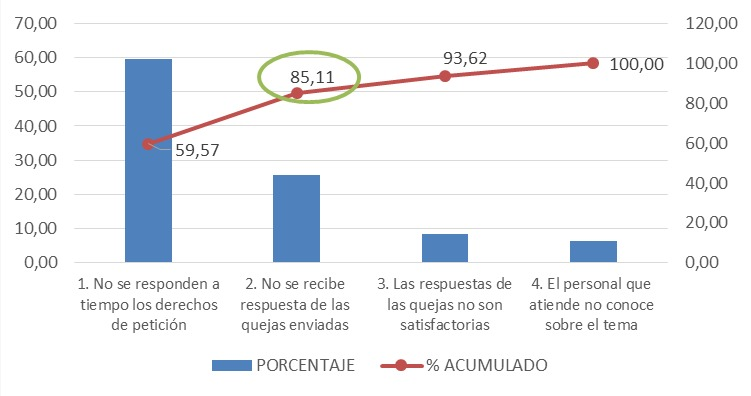 70,00
60,00
50,00
40,00
30,00
20,00
10,00
0,00
120,00
100,00
80,00
60,00
40,00
20,00
0,00
59,57
85,11
93,62
100,00
1. No se responden a
tiempo los derechos
de petición
2. No se recibe
respuesta de las
quejas enviadas
3. Las respuestas de
las quejas no son
satisfactorias
4. El personal que
atiende no conoce
sobre el tema
PORCENTAJE
% ACUMULADO